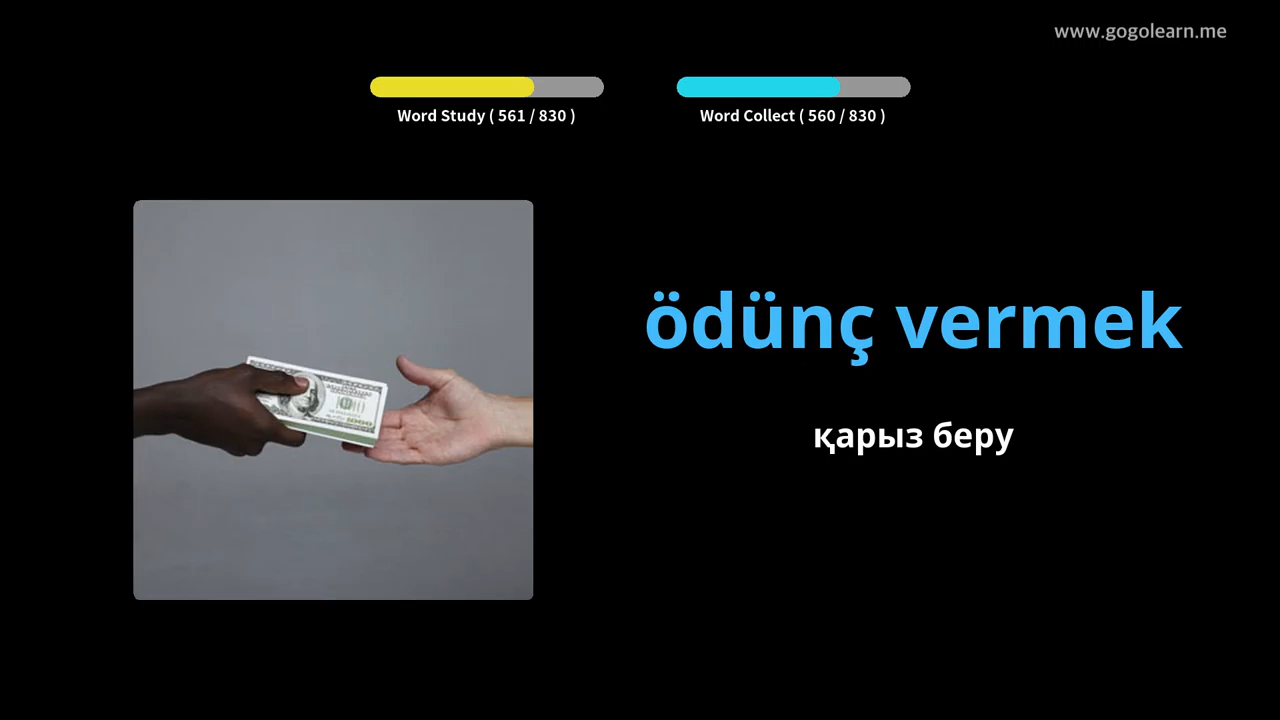 www.gogolearn.me
Word Study ( 561 / 830 )
Word Collect ( 560 / 830 )
ödünç vermek
қарыз беру